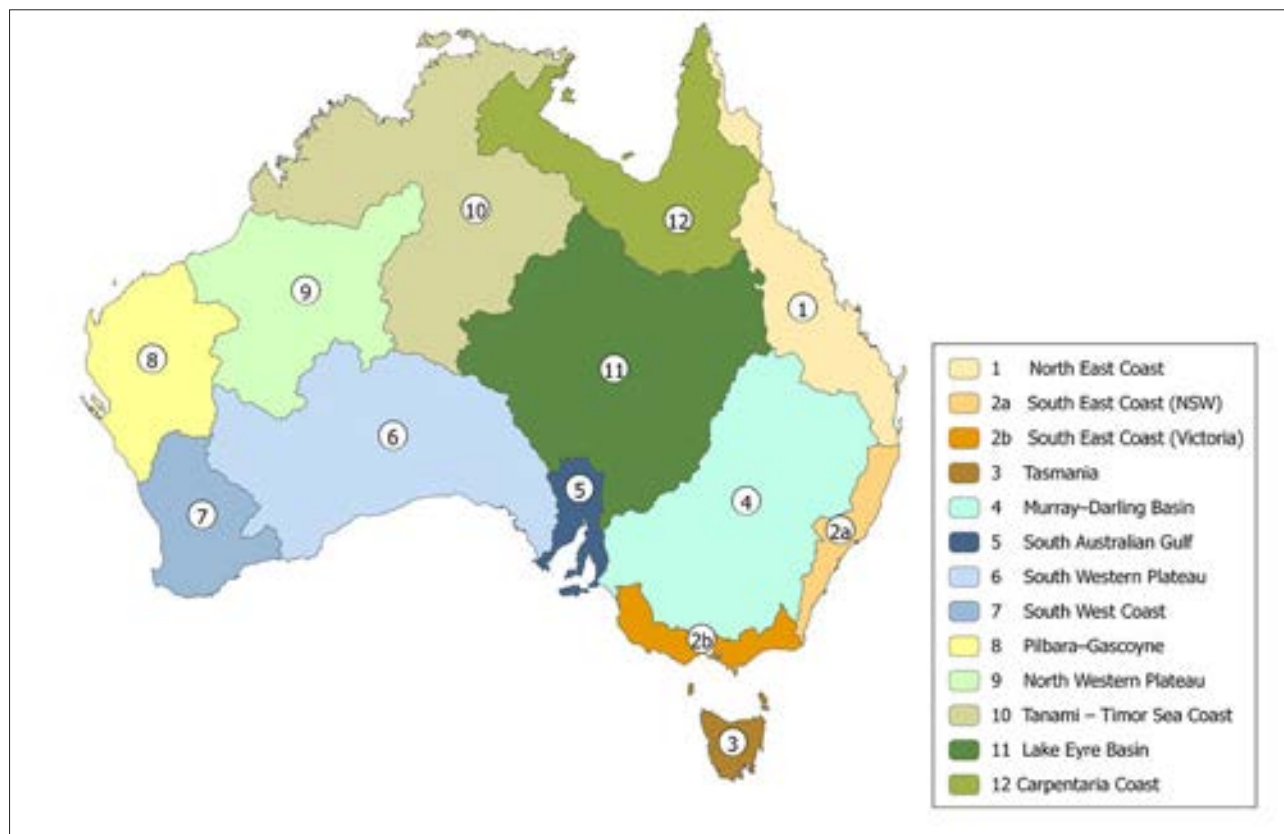 12
10
1
9
8
11
6
5
4
7
2a
2b
3
1 North East Coast
2a South East Coast (NSW)
2b South East Coast (Victoria)
3 Tasmania
4 Murray–Darling Basin
5 South Australian Gulf
6 South Western Plateau
7 South West Coast
8 Pilbara–Gascoyne
9 North Western Plateau
10 Tanami – Timor Sea Coast
11 Lake Eyre Basin
12 Carpentaria Coast